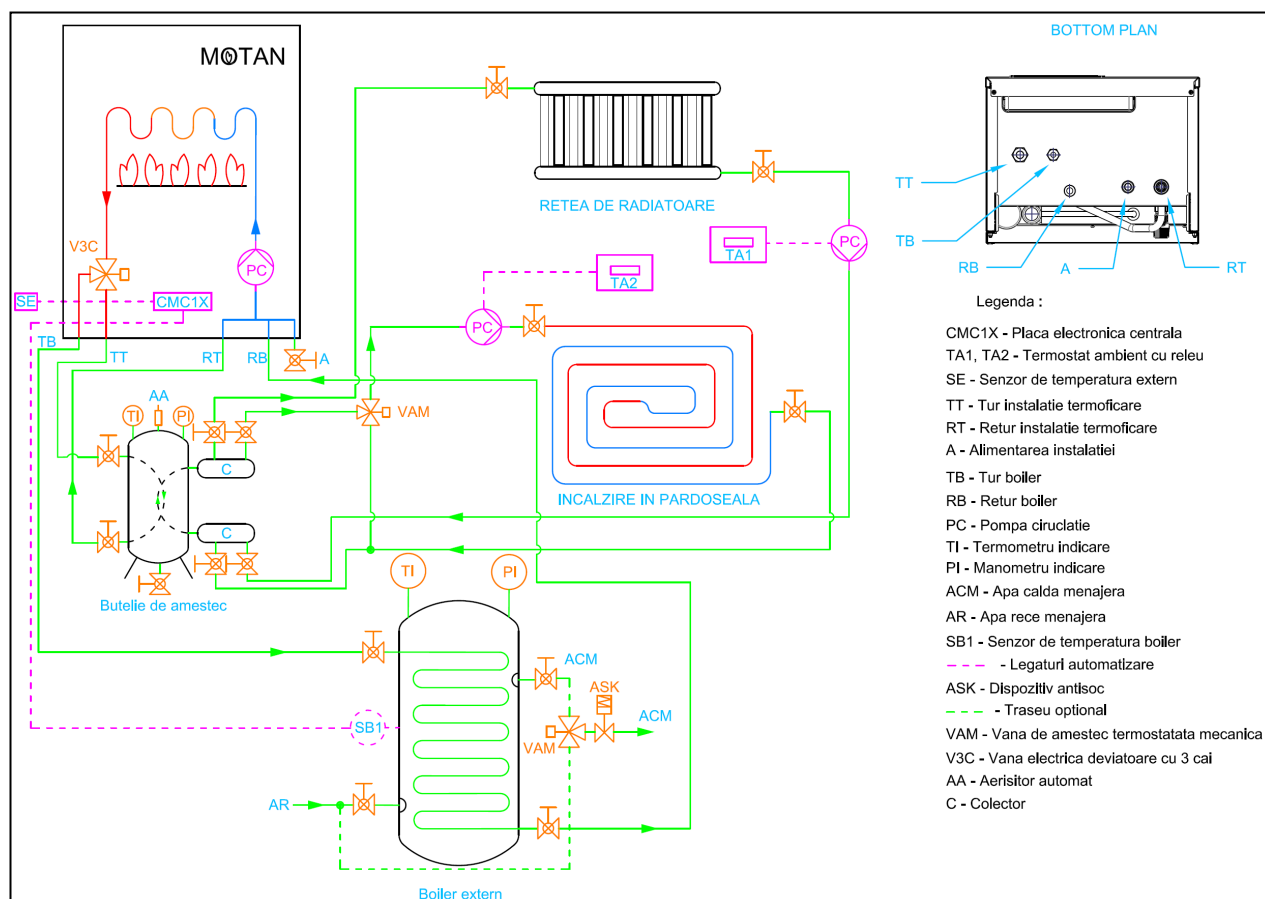 MOTAN
V3C
PC
SE
CMC1X
TB
TT
RT
RB
A
RETEA DE RADIATOARE
TA1
PC
TA2
PC
VAM
INCALZIRE IN PARDOSEALA
AA
TI
PI
C
C
Butelie de amestec
TI
PI
ACM
ASK
ACM
VAM
SB1
AR
Boiler extern
BOTTOM PLAN
TT
TB
RB
A
RT
Legenda :
CMC1X - Placa electronica centrala
TA1, TA2 - Termostat ambient cu releu
SE - Senzor de temperatura extern
TT - Tur instalatie termoficare
RT - Retur instalatie termoficare
A - Alimentarea instalatiei
TB - Tur boiler
RB - Retur boiler
PC - Pompa ciruclatie
TI - Termometru indicare
PI - Manometru indicare
ACM - Apa calda menajera
AR - Apa rece menajera
SB1 - Senzor de temperatura boiler
- Legaturi automatizare
ASK - Dispozitiv antisoc
- Traseu optional
VAM - Vana de amestec termostatata mecanica
V3C - Vana electrica deviatoare cu 3 cai
AA - Aerisitor automat
C - Colector